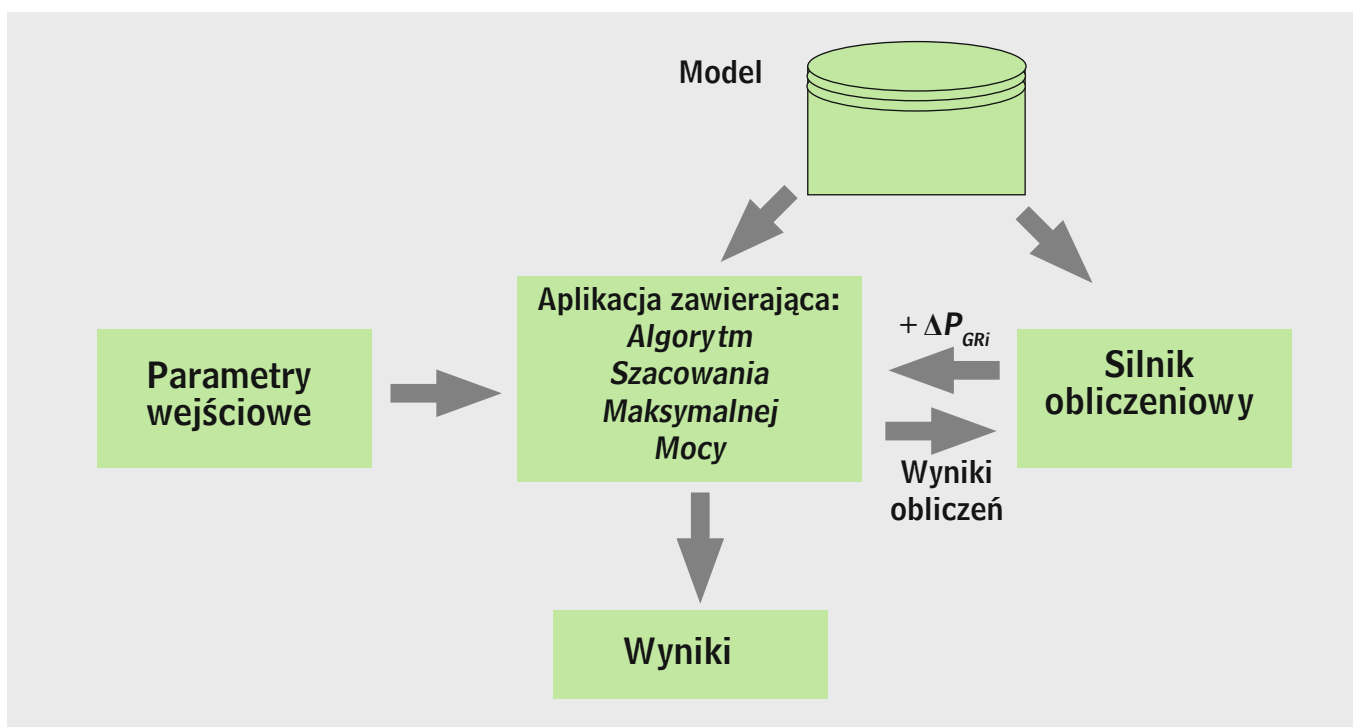 Model
Aplikacja zawierająca:
Algorytm
Szacowania
Maksymalnej
Mocy
Parametry
wejściowe
+ ΔP_GRi
Silnik
obliczeniowy
Wyniki
obliczeń
Wyniki